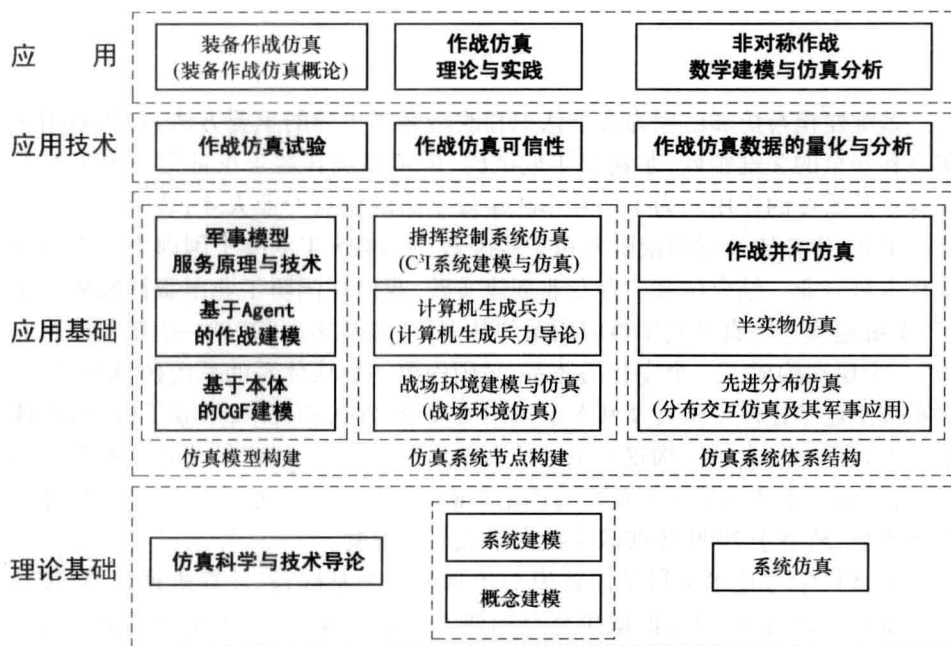 应 用
装备作战仿真
(装备作战仿真概论)
作战仿真
理论与实践
非对称作战
数学建模与仿真分析
应用技术
作战仿真试验
作战仿真可信性
作战仿真数据的量化与分析
应用基础
军事模型
服务原理与技术
基于Agent
的作战建模
基于本体
的CGF建模
仿真模型构建
指挥控制系统仿真
(C³I系统建模与仿真)
计算机生成兵力
(计算机生成兵力导论)
战场环境建模与仿真
(战场环境仿真)
仿真系统节点构建
作战并行仿真
半实物仿真
先进分布仿真
(分布交互仿真及其军事应用)
仿真系统体系结构
理论基础
仿真科学与技术导论
系统建模
概念建模
系统仿真